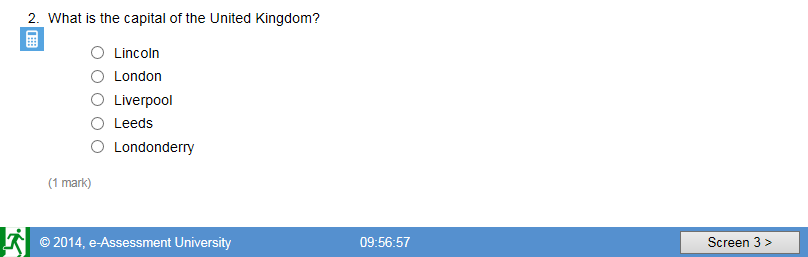 2. What is the capital of the United Kingdom?
Lincoln
London
Liverpool
Leeds
Londonderry
(1 mark)
© 2014, e-Assessment University 09:56:57 Screen 3 >